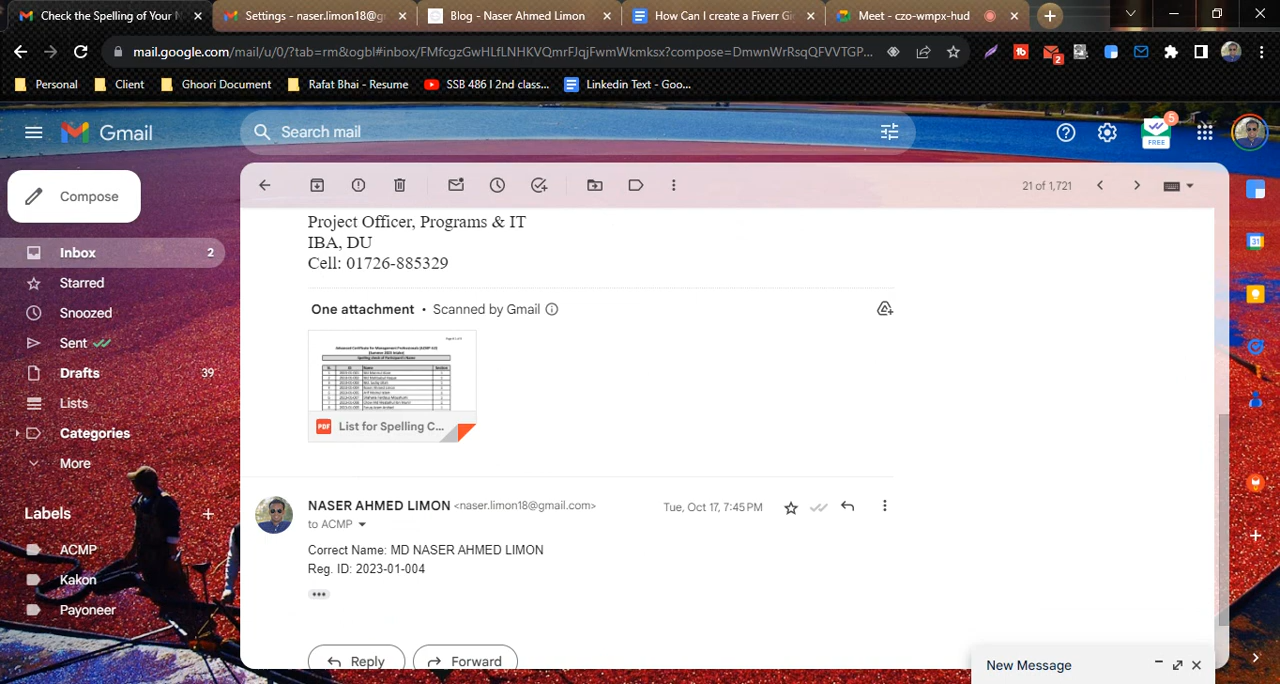 Check the Spelling of Your N
Settings - naser.limon18@g
Blog - Naser Ahmed Limon
How Can I create a Fiverr Gi
Meet - czo-wmpx-hud
mail.google.com/mail/u/0/?tab=rm&ogbl#inbox/FMfcgzGwHLfLNHKVQmrFJqjFwmWkmksx?compose=DmwnWrRsqQFVVTGP...
2
Personal
Client
Ghoori Document
Rafat Bhai - Resume
SSB 486 l 2nd class...
Linkedin Text - Goo...
Gmail
Search mail
5
FREE
Compose
21 of 1,721
Inbox 2
Starred
Snoozed
Sent
Drafts 39
Lists
Categories
More
Labels
ACMP
Kakon
Payoneer
Project Officer, Programs & IT
IBA, DU
Cell: 01726-885329
One attachment • Scanned by Gmail
PDF List for Spelling C...
NASER AHMED LIMON <naser.limon18@gmail.com> Tue, Oct 17, 7:45 PM
to ACMP
Correct Name: MD NASER AHMED LIMON
Reg. ID: 2023-01-004
Reply Forward
New Message
31